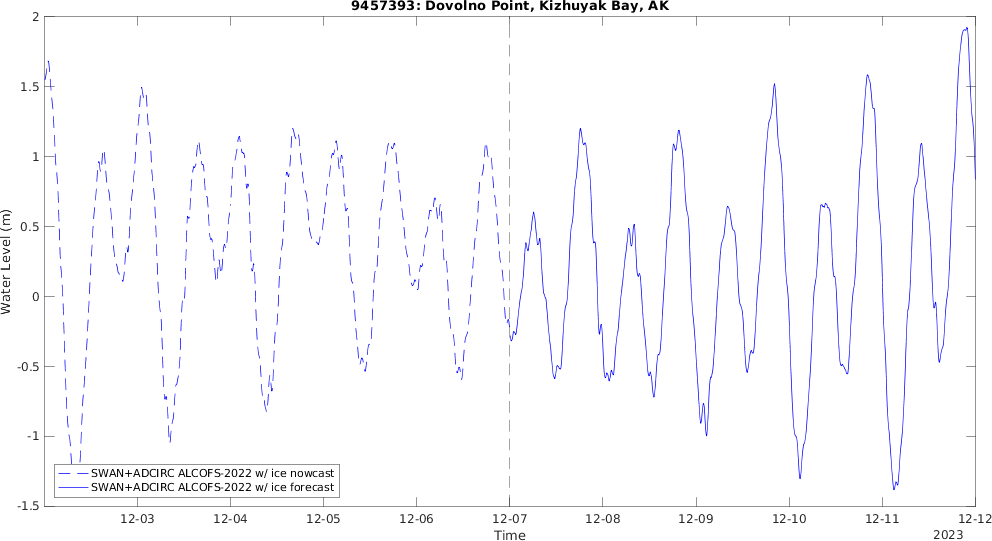 9457393: Dovolno Point, Kizhuyak Bay, AK
2
1.5
1
0.5
0
-0.5
-1
-1.5
Water Level (m)
SWAN+ADCIRC ALCOFS-2022 w/ ice nowcast
SWAN+ADCIRC ALCOFS-2022 w/ ice forecast
12-03 12-04 12-05 12-06 12-07 12-08 12-09 12-10 12-11 12-12
Time
2023